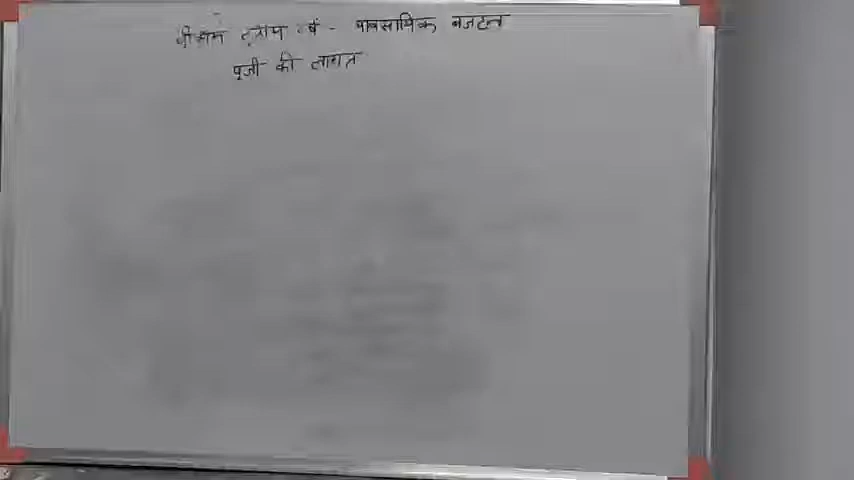 बीकॉम तृतीय वर्ष - व्यावसायिक बजटन
पूंजी की लागत